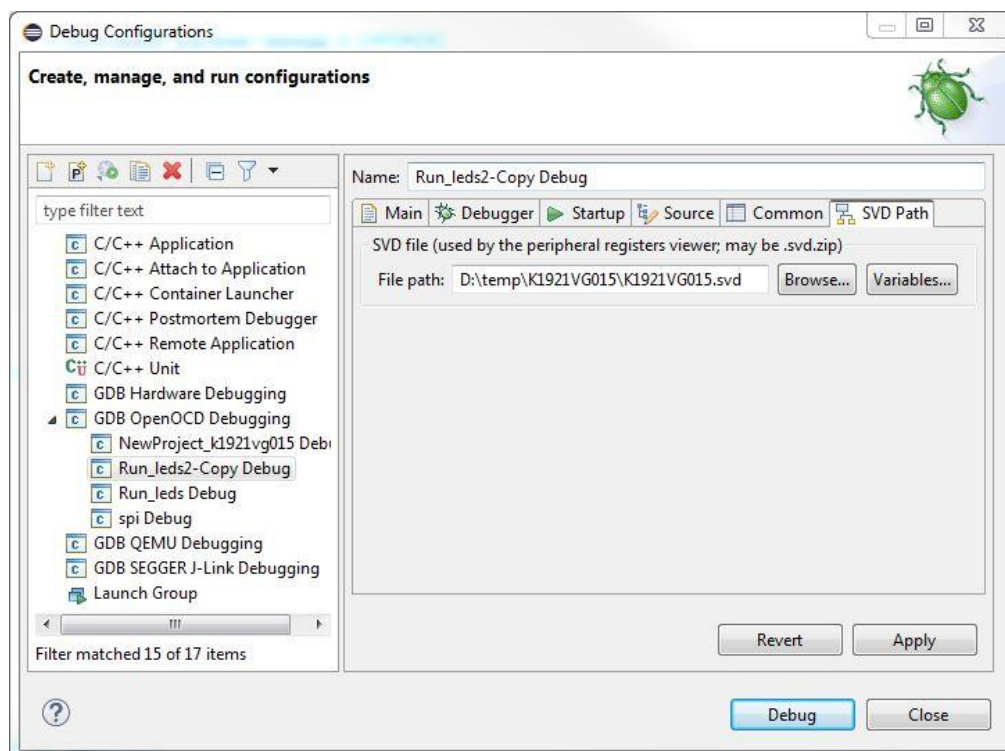 Debug Configurations
Create, manage, and run configurations
type filter text
C/C++ Application
C/C++ Attach to Application
C/C++ Container Launcher
C/C++ Postmortem Debugger
C/C++ Remote Application
C/C++ Unit
GDB Hardware Debugging
GDB OpenOCD Debugging
NewProject_k1921vg015 Deb
Run_leds2-Copy Debug
Run_leds Debug
spi Debug
GDB QEMU Debugging
GDB SEGGER J-Link Debugging
Launch Group
Filter matched 15 of 17 items
Name: Run_leds2-Copy Debug
Main Debugger Startup Source Common SVD Path
SVD file (used by the peripheral registers viewer; may be .svd.zip)
File path: D:\temp\K1921VG015\K1921VG015.svd Browse... Variables...
Revert Apply
Debug Close